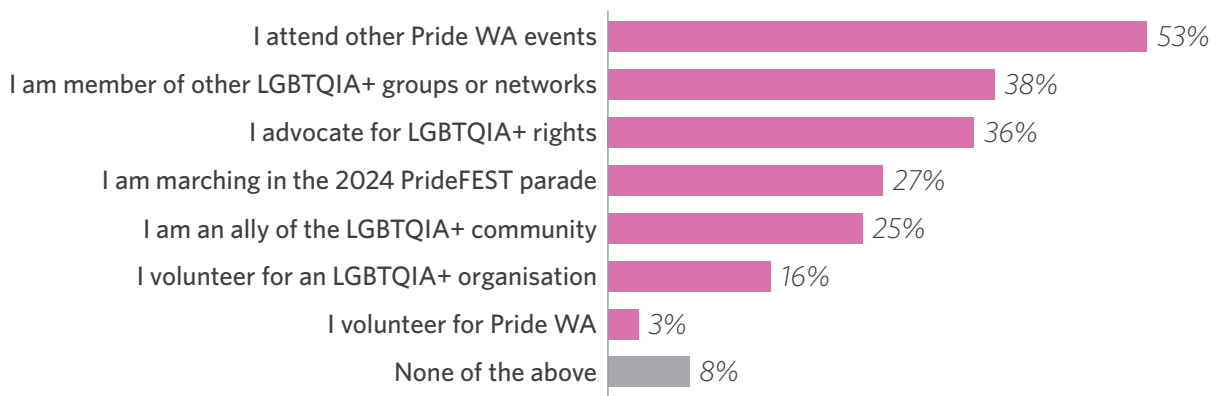 I attend other Pride WA events 53%
I am member of other LGBTQIA+ groups or networks 38%
I advocate for LGBTQIA+ rights 36%
I am marching in the 2024 PrideFEST parade 27%
I am an ally of the LGBTQIA+ community 25%
I volunteer for an LGBTQIA+ organisation 16%
I volunteer for Pride WA 3%
None of the above 8%